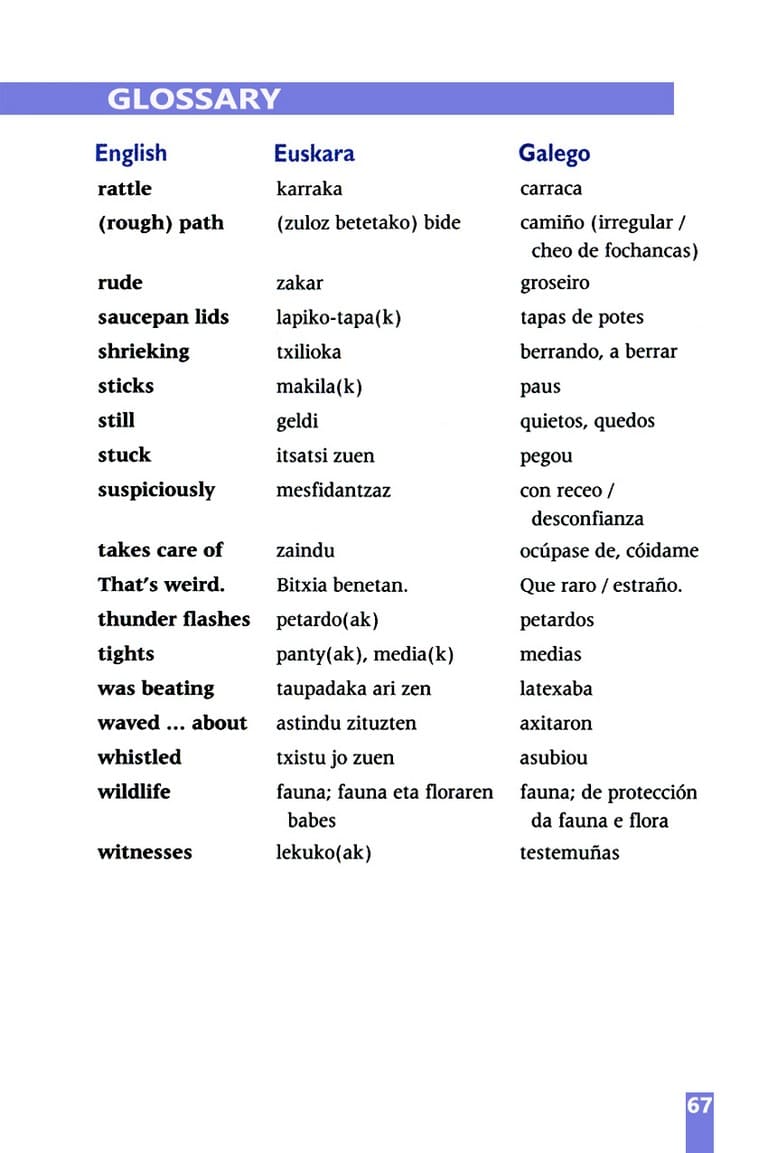 GLOSSARY
English Euskara Galego
rattle karraka carraca
(rough) path (zuloz betetako) bide camiño (irregular /
cheo de fochancas)
rude zakar groseiro
saucepan lids lapiko-tapa(k) tapas de potes
shrieking txilioka berrando, a berrar
sticks makila(k) paus
still geldi quietos, quedos
stuck itsatsi zuen pegou
suspiciously mesfidantzaz con receo /
desconfianza
takes care of zaindu ocúpase de, cóidame
That's weird. Bitxia benetan. Que raro / estraño.
thunder flashes petardo(ak) petardos
tights panty(ak), media(k) medias
was beating taupadaka ari zen latexaba
waved ... about astindu zituzten axitaron
whistled txistu jo zuen asubiou
wildlife fauna; fauna eta floraren fauna; de protección
babes da fauna e flora
witnesses lekuko(ak) testemuñas
67